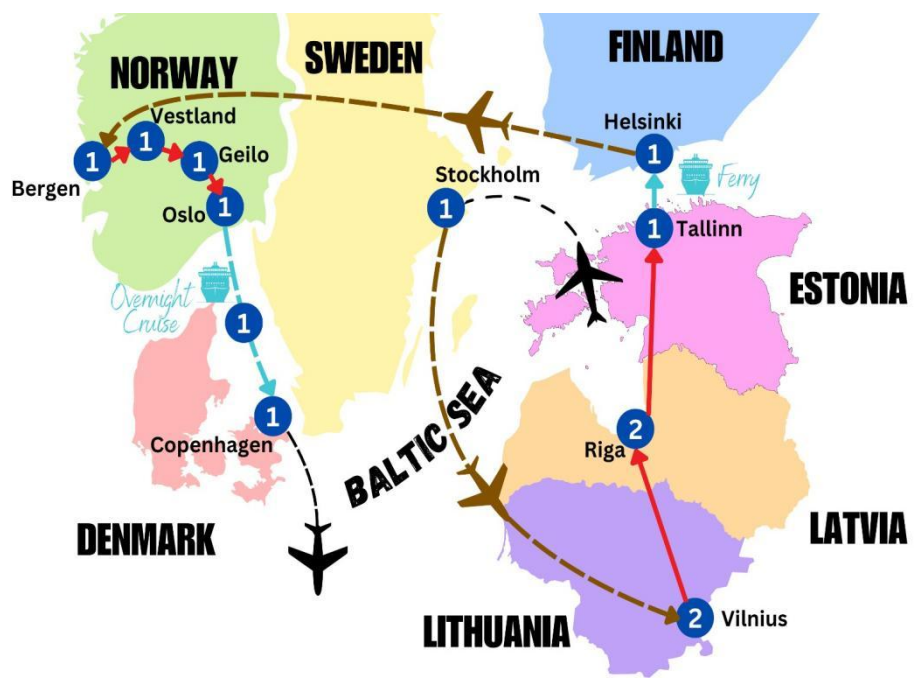 SWEDEN
FINLAND
NORWAY
Vestland
Helsinki
1
1
Geilo
1
1
Bergen
Stockholm
Ferry
Oslo
1
1
1
Tallinn
ESTONIA
Overnight
Cruise
1
1
Copenhagen
BALTIC SEA
2
Riga
DENMARK
LATVIA
LITHUANIA
2
Vilnius